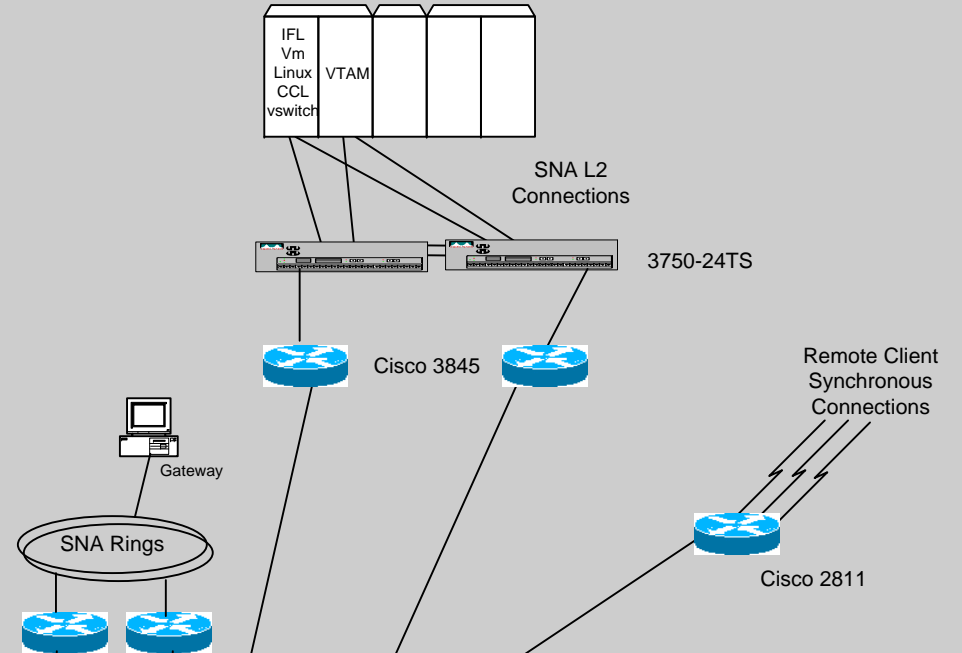 IFL
Vm
Linux
CCL
vswitch
VTAM
SNA L2
Connections
3750-24TS
Cisco 3845
Remote Client
Synchronous
Connections
Gateway
SNA Rings
Cisco 2811